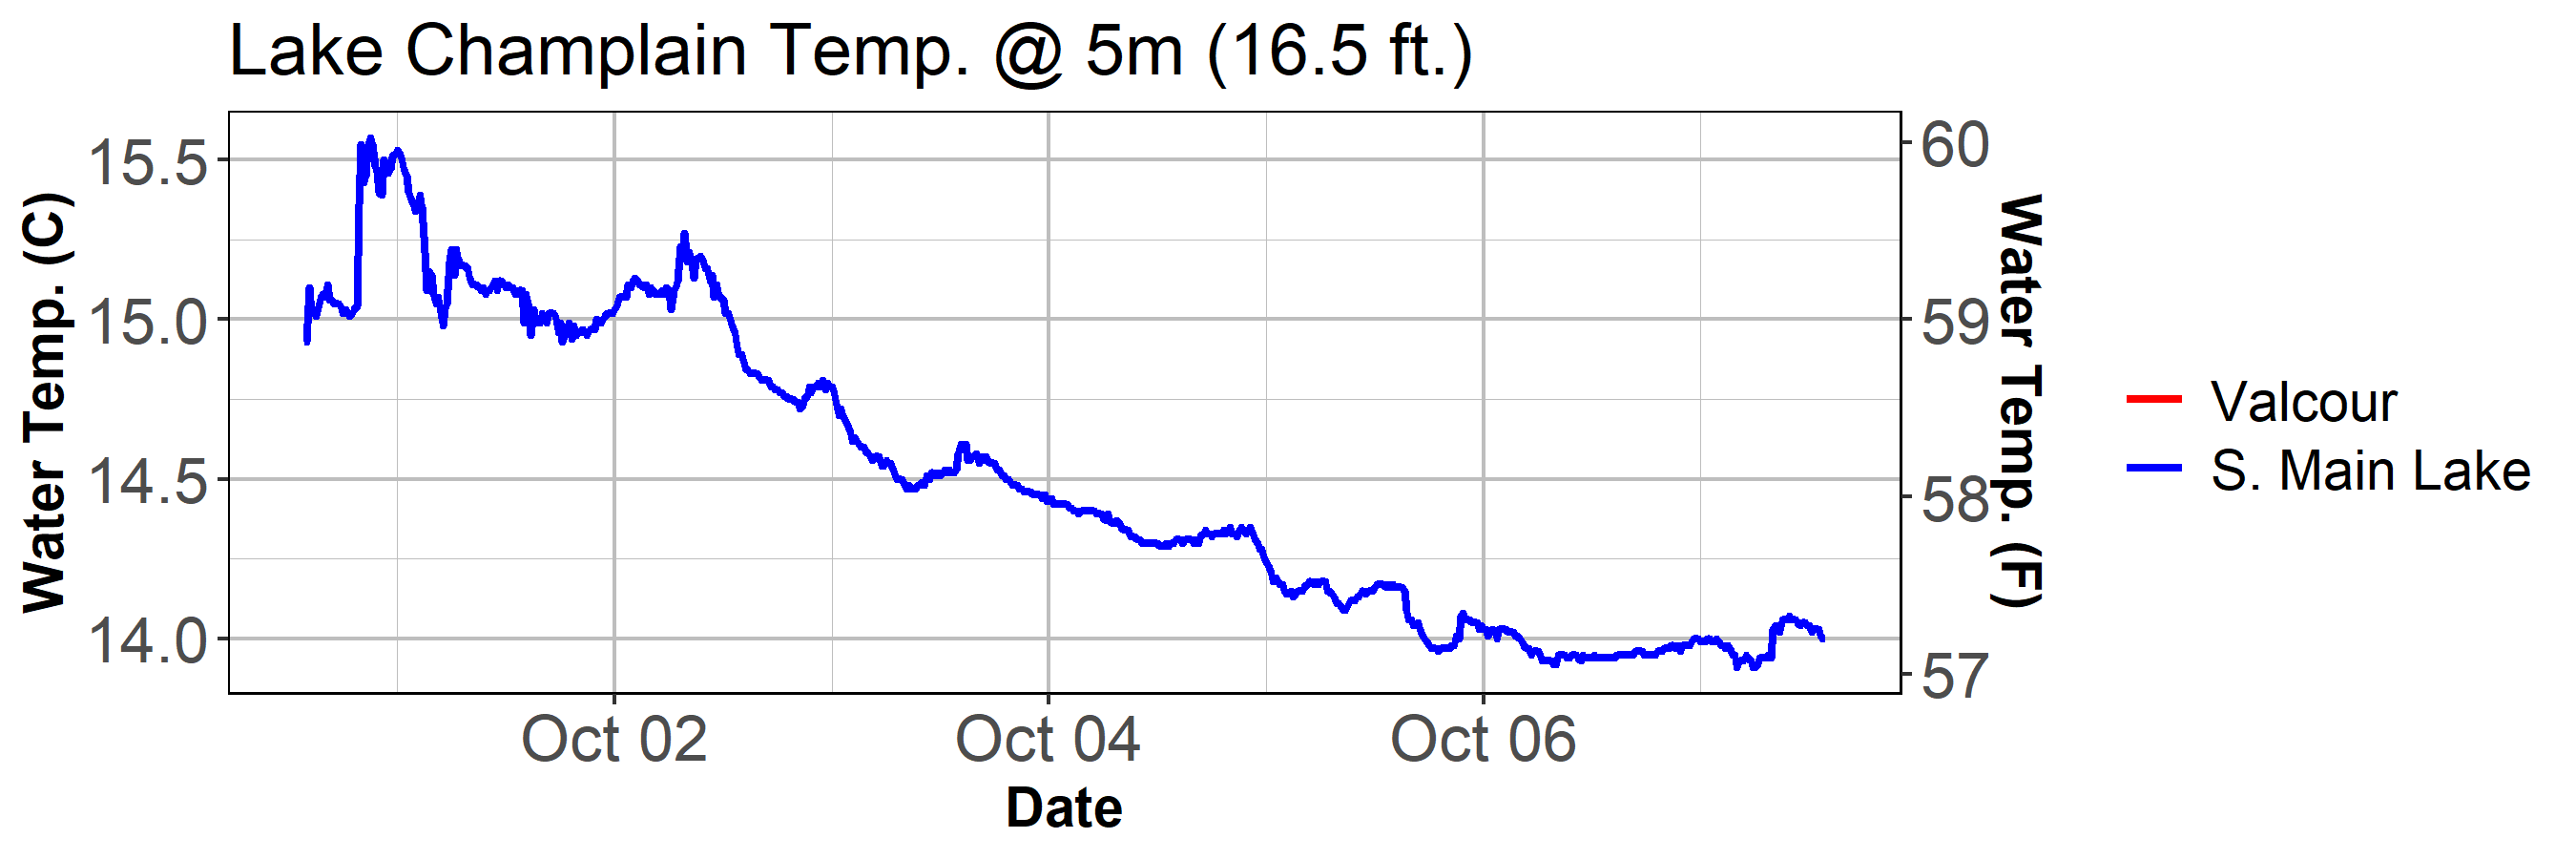 Lake Champlain Temp. @ 5m (16.5 ft.)
Water Temp. (C)
15.5
15.0
14.5
14.0
60
59
58
57
Water Temp. (F)
Oct 02
Oct 04
Oct 06
Date
Valcour
S. Main Lake